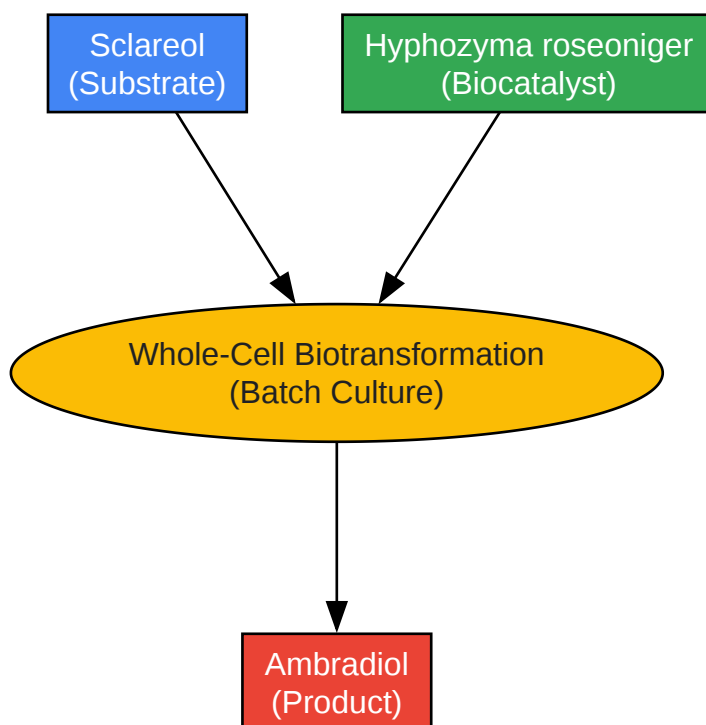 Sclareol
(Substrate)
Hyphozyma roseoniger
(Biocatalyst)
Whole-Cell Biotransformation
(Batch Culture)
Ambradiol
(Product)